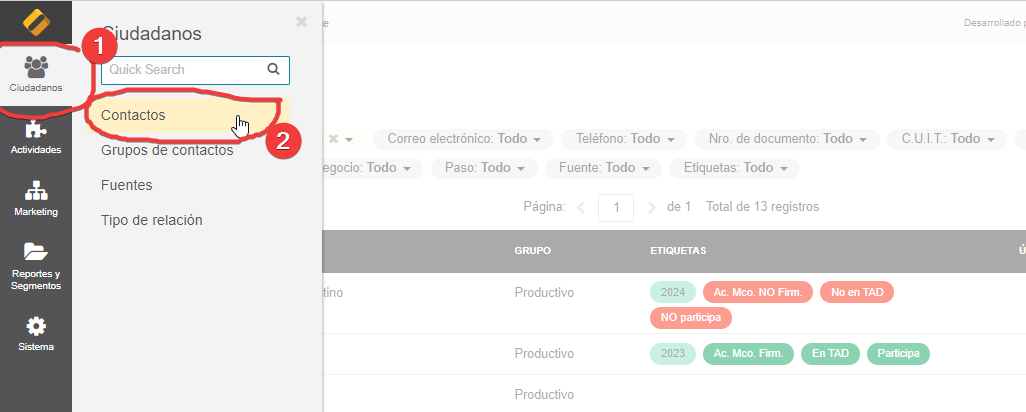 Ciudadanos
Actividades
Marketing
Reportes y
Segmentos
Sistema
1
Ciudadanos
Quick Search
Contactos
2
Grupos de contactos
Fuentes
Tipo de relación
Desarrollado
Correo electrónico: Todo
Teléfono: Todo
Nro. de documento: Todo
C.U.I.T.: Todo
egocio: Todo
Paso: Todo
Fuente: Todo
Etiquetas: Todo
Página: 1 de 1 Total de 13 registros
GRUPO ETIQUETAS
tino Productivo 2024 Ac. Mco. NO Firm. No en TAD
NO participa
Productivo 2023 Ac. Mco. Firm. En TAD Participa
Productivo